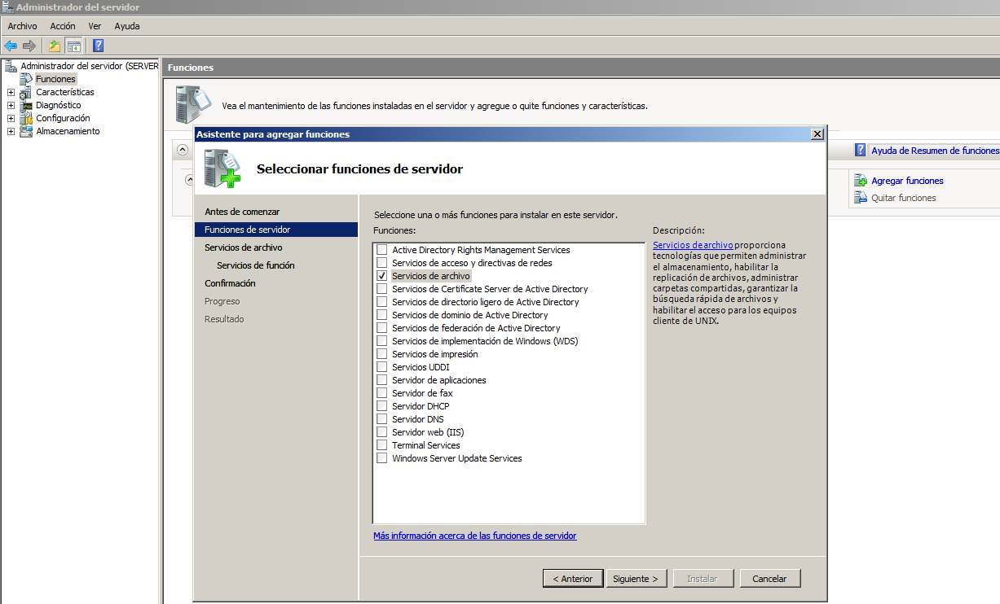 Administrador del servidor
Archivo Acción Ver Ayuda
Administrador del servidor (SERVER
Funciones
Características
Diagnóstico
Configuración
Almacenamiento
Funciones
Vea el mantenimiento de las funciones instaladas en el servidor y agregue o quite funciones y características.
Ayuda de Resumen de funciones
Agregar funciones
Quitar funciones
Asistente para agregar funciones
Seleccionar funciones de servidor
Antes de comenzar
Funciones de servidor
Servicios de archivo
Servicios de función
Confirmación
Progreso
Resultado
Seleccione una o más funciones para instalar en este servidor.
Funciones:
Active Directory Rights Management Services
Servicios de acceso y directivas de redes
Servicios de archivo
Servicios de Certificate Server de Active Directory
Servicios de directorio ligero de Active Directory
Servicios de dominio de Active Directory
Servicios de federación de Active Directory
Servicios de implementación de Windows (WDS)
Servicios de impresión
Servicios UDDI
Servidor de aplicaciones
Servidor de fax
Servidor DHCP
Servidor DNS
Servidor web (IIS)
Terminal Services
Windows Server Update Services
Más información acerca de las funciones de servidor
Descripción:
Servicios de archivo proporciona
tecnologías que permiten administrar
el almacenamiento, habilitar la
replicación de archivos, administrar
carpetas compartidas, garantizar la
búsqueda rápida de archivos y
habilitar el acceso para los equipos
cliente de UNIX.
< Anterior Siguiente > Instalar Cancelar